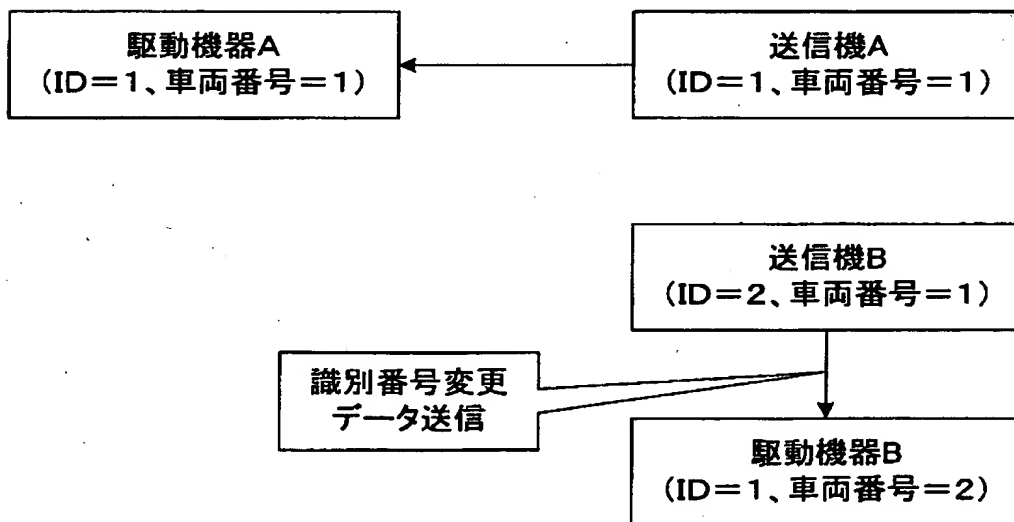 駆動機器A
(ID=1、車両番号=1)
送信機A
(ID=1、車両番号=1)
送信機B
(ID=2、車両番号=1)
識別番号変更
データ送信
駆動機器B
(ID=1、車両番号=2)